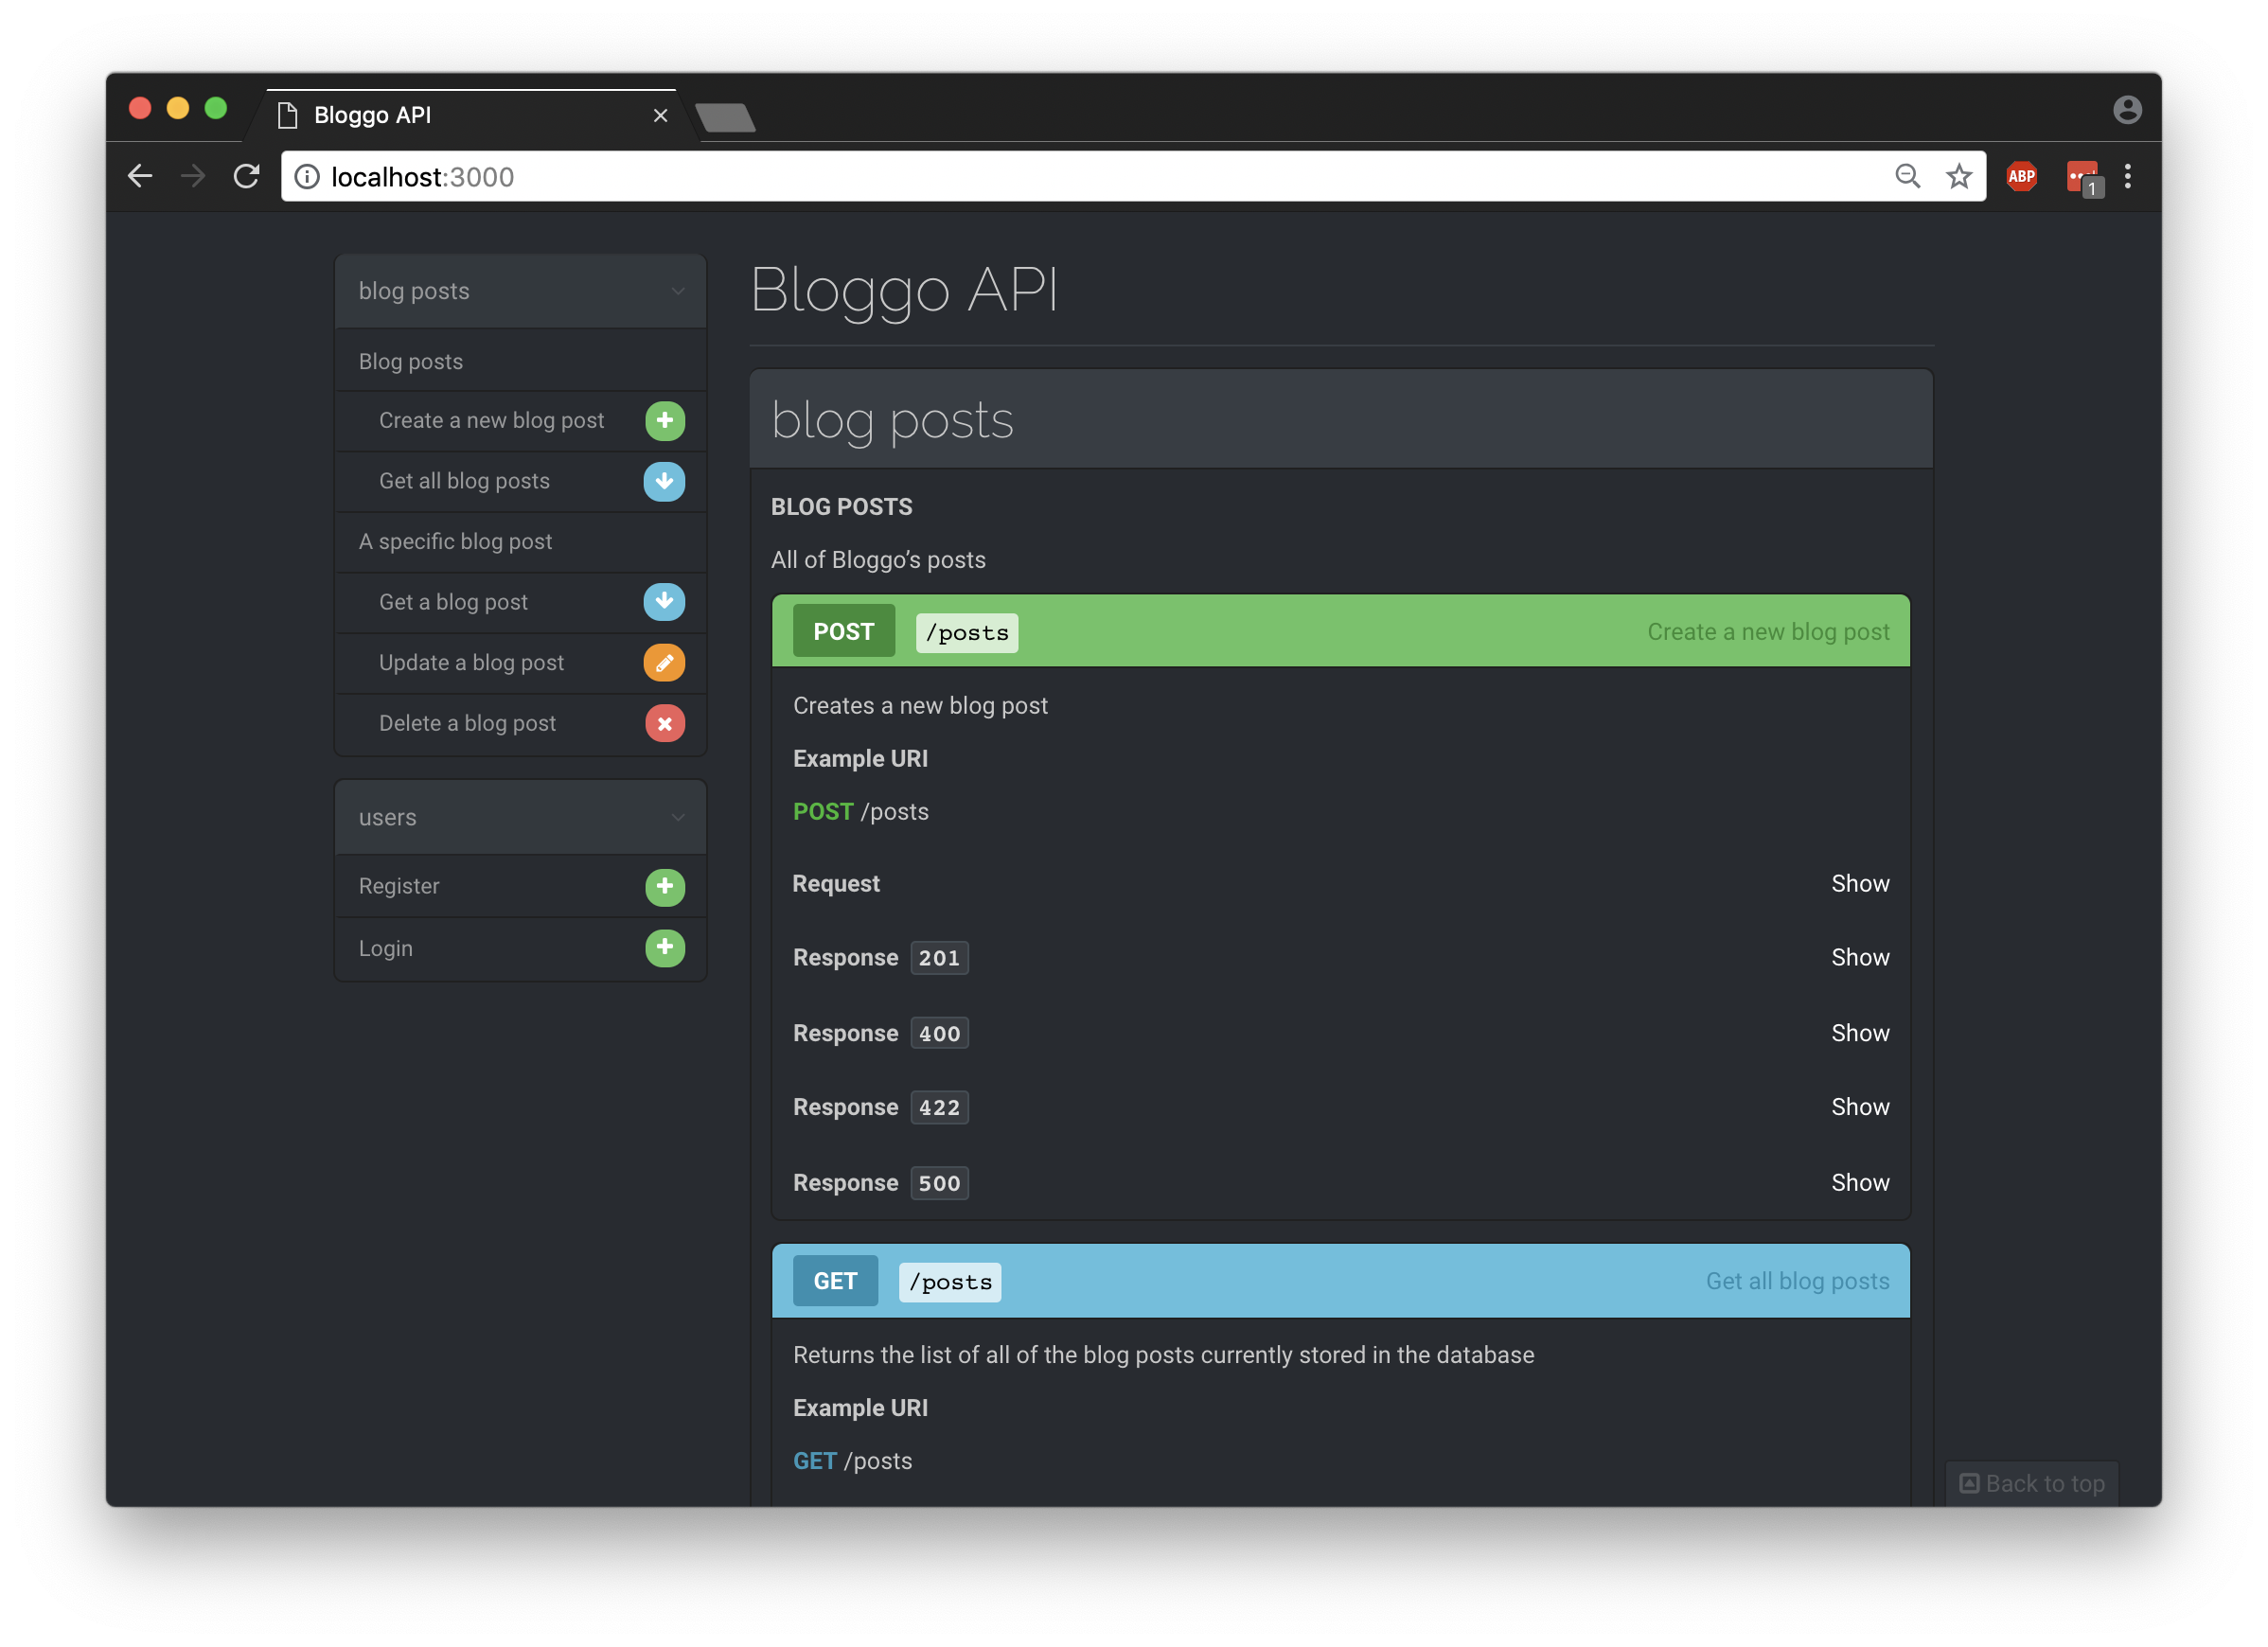 Bloggo API
localhost:3000
ABP
1
blog posts
Blog posts
Create a new blog post
Get all blog posts
A specific blog post
Get a blog post
Update a blog post
Delete a blog post
users
Register
Login
Bloggo API
blog posts
BLOG POSTS
All of Bloggo’s posts
POST /posts Create a new blog post
Creates a new blog post
Example URI
POST /posts
Request Show
Response 201 Show
Response 400 Show
Response 422 Show
Response 500 Show
GET /posts Get all blog posts
Returns the list of all of the blog posts currently stored in the database
Example URI
GET /posts
Back to top